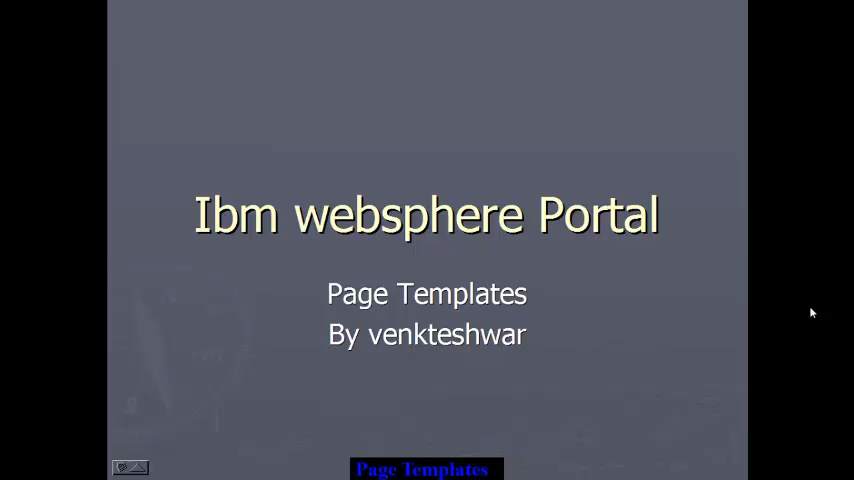 Ibm websphere Portal
Page Templates
By venkteshwar
Page Templates